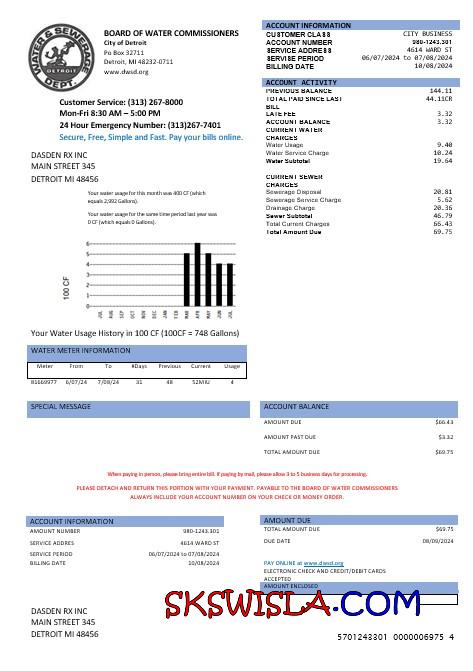 WATER & SEWERAGE
DETROIT
DEPT.
BOARD OF WATER COMMISSIONERS
City of Detroit
Po Box 32711
Detroit, MI 48232-0711
www.dwsd.org
Customer Service: (313) 267-8000
Mon-Fri 8:30 AM – 5:00 PM
24 Hour Emergency Number: (313)267-7401
Secure, Free, Simple and Fast. Pay your bills online.
DASDEN RX INC
MAIN STREET 345
DETROIT MI 48456
ACCOUNT INFORMATION
CUSTOMER CLASS CITY BUSINESS
ACCOUNT NUMBER 980-1243.301
SERVICE ADDRESS 4614 WARD ST
SERVISE PERIOD 06/07/2024 to 07/08/2024
BILLING DATE 10/08/2024
ACCOUNT ACTIVITY
PREVIOUS BALANCE 44.11
TOTAL PAID SINCE LAST 44.11CR
BILL
LATE FEE 3.32
ACCOUNT BALANCE 3.32
CURRENT WATER
CHARGES
Water Usage 9.40
Water Service Charge 10.24
Water Subtotal 19.64
CURRENT SEWER
CHARGES
Sewerage Disposal 20.81
Sewerage Service Charge 5.62
Drainage Charge 20.36
Sewer Subtotal 46.79
Total Current Charges 66.43
Total Amount Due 69.75
Your water usage for this month was 400 CF (which
equals 2,992 Gallons).
Your water usage for the same time period last year was
0 CF (which equals 0 Gallons).
100 CF
6
5
4
3
2
1
0
JUL AUG SEP OCT NOV DEC JAN FEB MAR APR MAY JUN JUL
Your Water Usage History in 100 CF (100CF = 748 Gallons)
WATER METER INFORMATION
Meter From To #Days Previous Current Usage
81669977 6/07/24 7/08/24 31 48 52MIU 4
SPECIAL MESSAGE
ACCOUNT BALANCE
AMOUNT DUE $66.43
AMOUNT PAST DUE $3.32
TOTAL AMOUNT DUE $69.75
When paying in person, please bring entire bill. If paying by mail, please allow 3 to 5 business days for processing.
PLEASE DETACH AND RETURN THIS PORTION WITH YOUR PAYMENT. PAYABLE TO THE BOARD OF WATER COMMISSIONERS
ALWAYS INCLUDE YOUR ACCOUNT NUMBER ON YOUR CHECK OR MONEY ORDER.
ACCOUNT INFORMATION
AMOUNT NUMBER 980-1243.301
SERVICE ADDRES 4614 WARD ST
SERVICE PERIOD 06/07/2024 to 07/08/2024
BILLING DATE 10/08/2024
AMOUNT DUE
TOTAL AMOUNT DUE $69.75
DUE DATE 08/09/2024
PAY ONLINE at www.dwsd.org
ELECTRONIC CHECK AND CREDIT/DEBIT CARDS
ACCEPTED
AMOUNT ENCLOSED
SKSWISLA.COM
DASDEN RX INC
MAIN STREET 345
DETROIT MI 48456
5701243301 0000006975 4